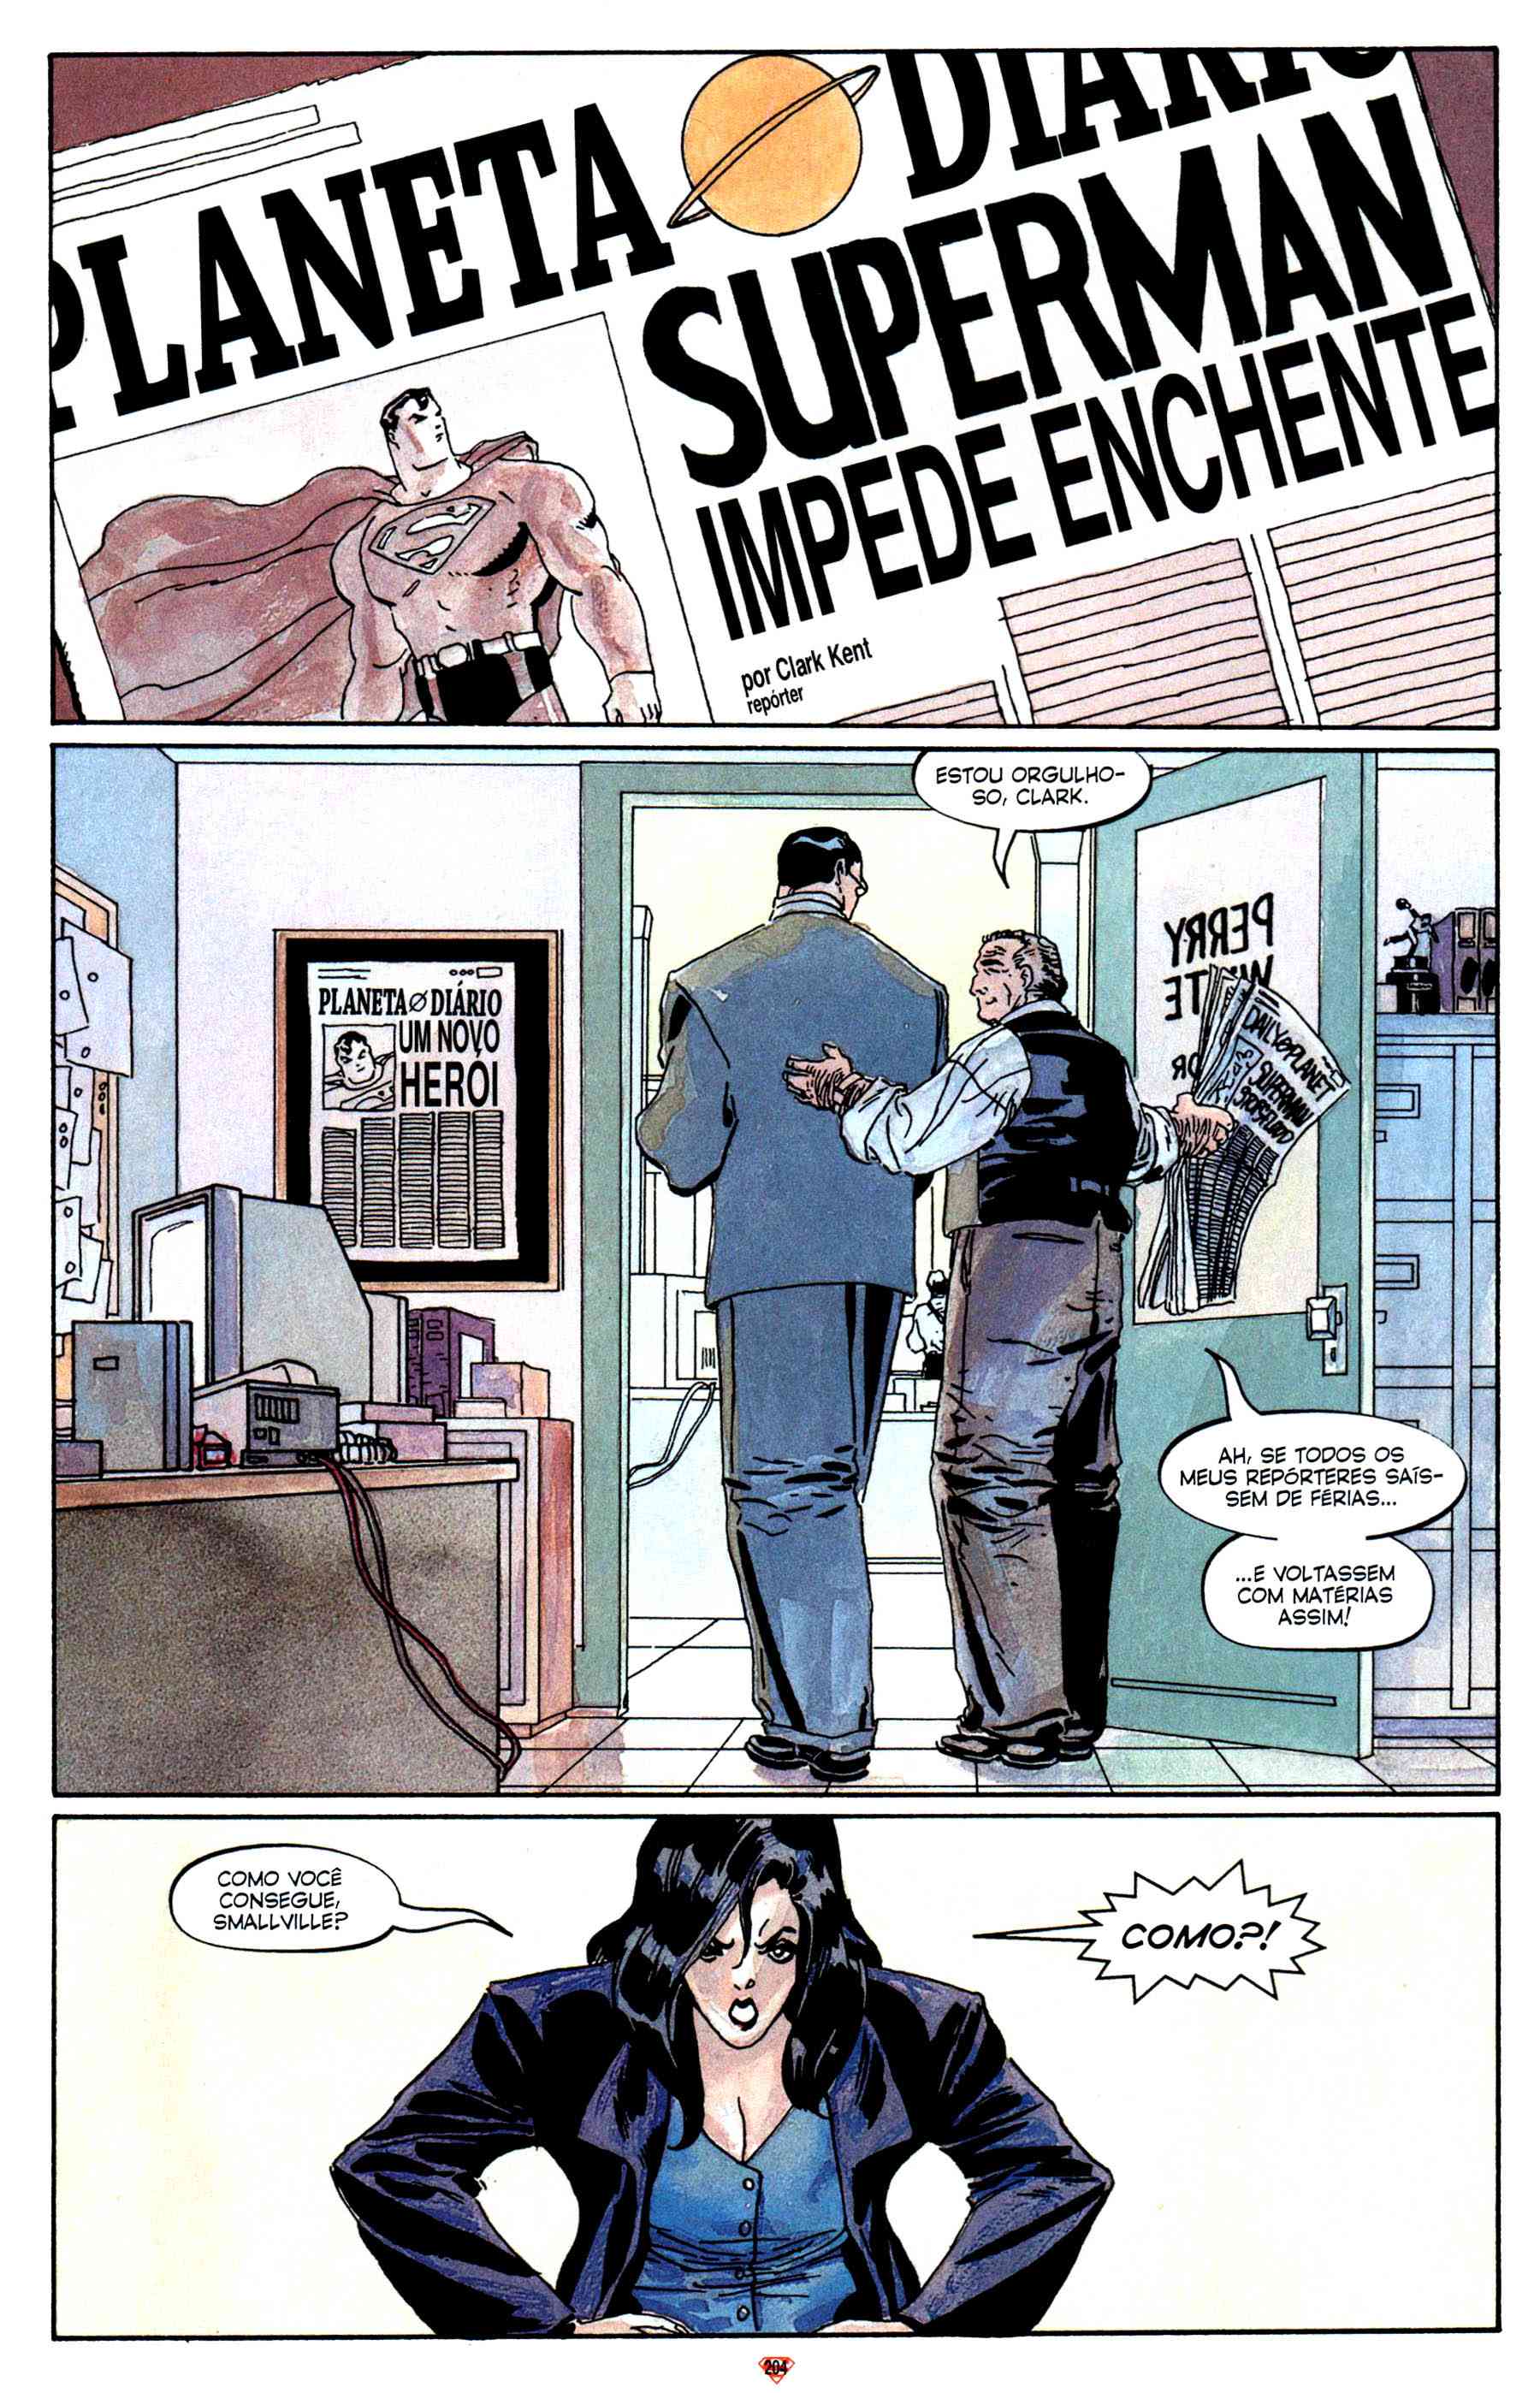 PLANETA DIÁRIO
SUPERMAN
IMPEDE ENCHENTE
por Clark Kent
repórter
ESTOU ORGULHO-
SO, CLARK.
PLANETA DIÁRIO
UM NOVO
HERÓI
PERRY
WHITE
DAILY PLANET
SUPERMAN
STOPS FLOOD
AH, SE TODOS OS
MEUS REPÓRTERES SAÍS-
SEM DE FÉRIAS...
...E VOLTASSEM
COM MATÉRIAS
ASSIM!
COMO VOCÊ
CONSEGUE,
SMALLVILLE?
COMO?!
204